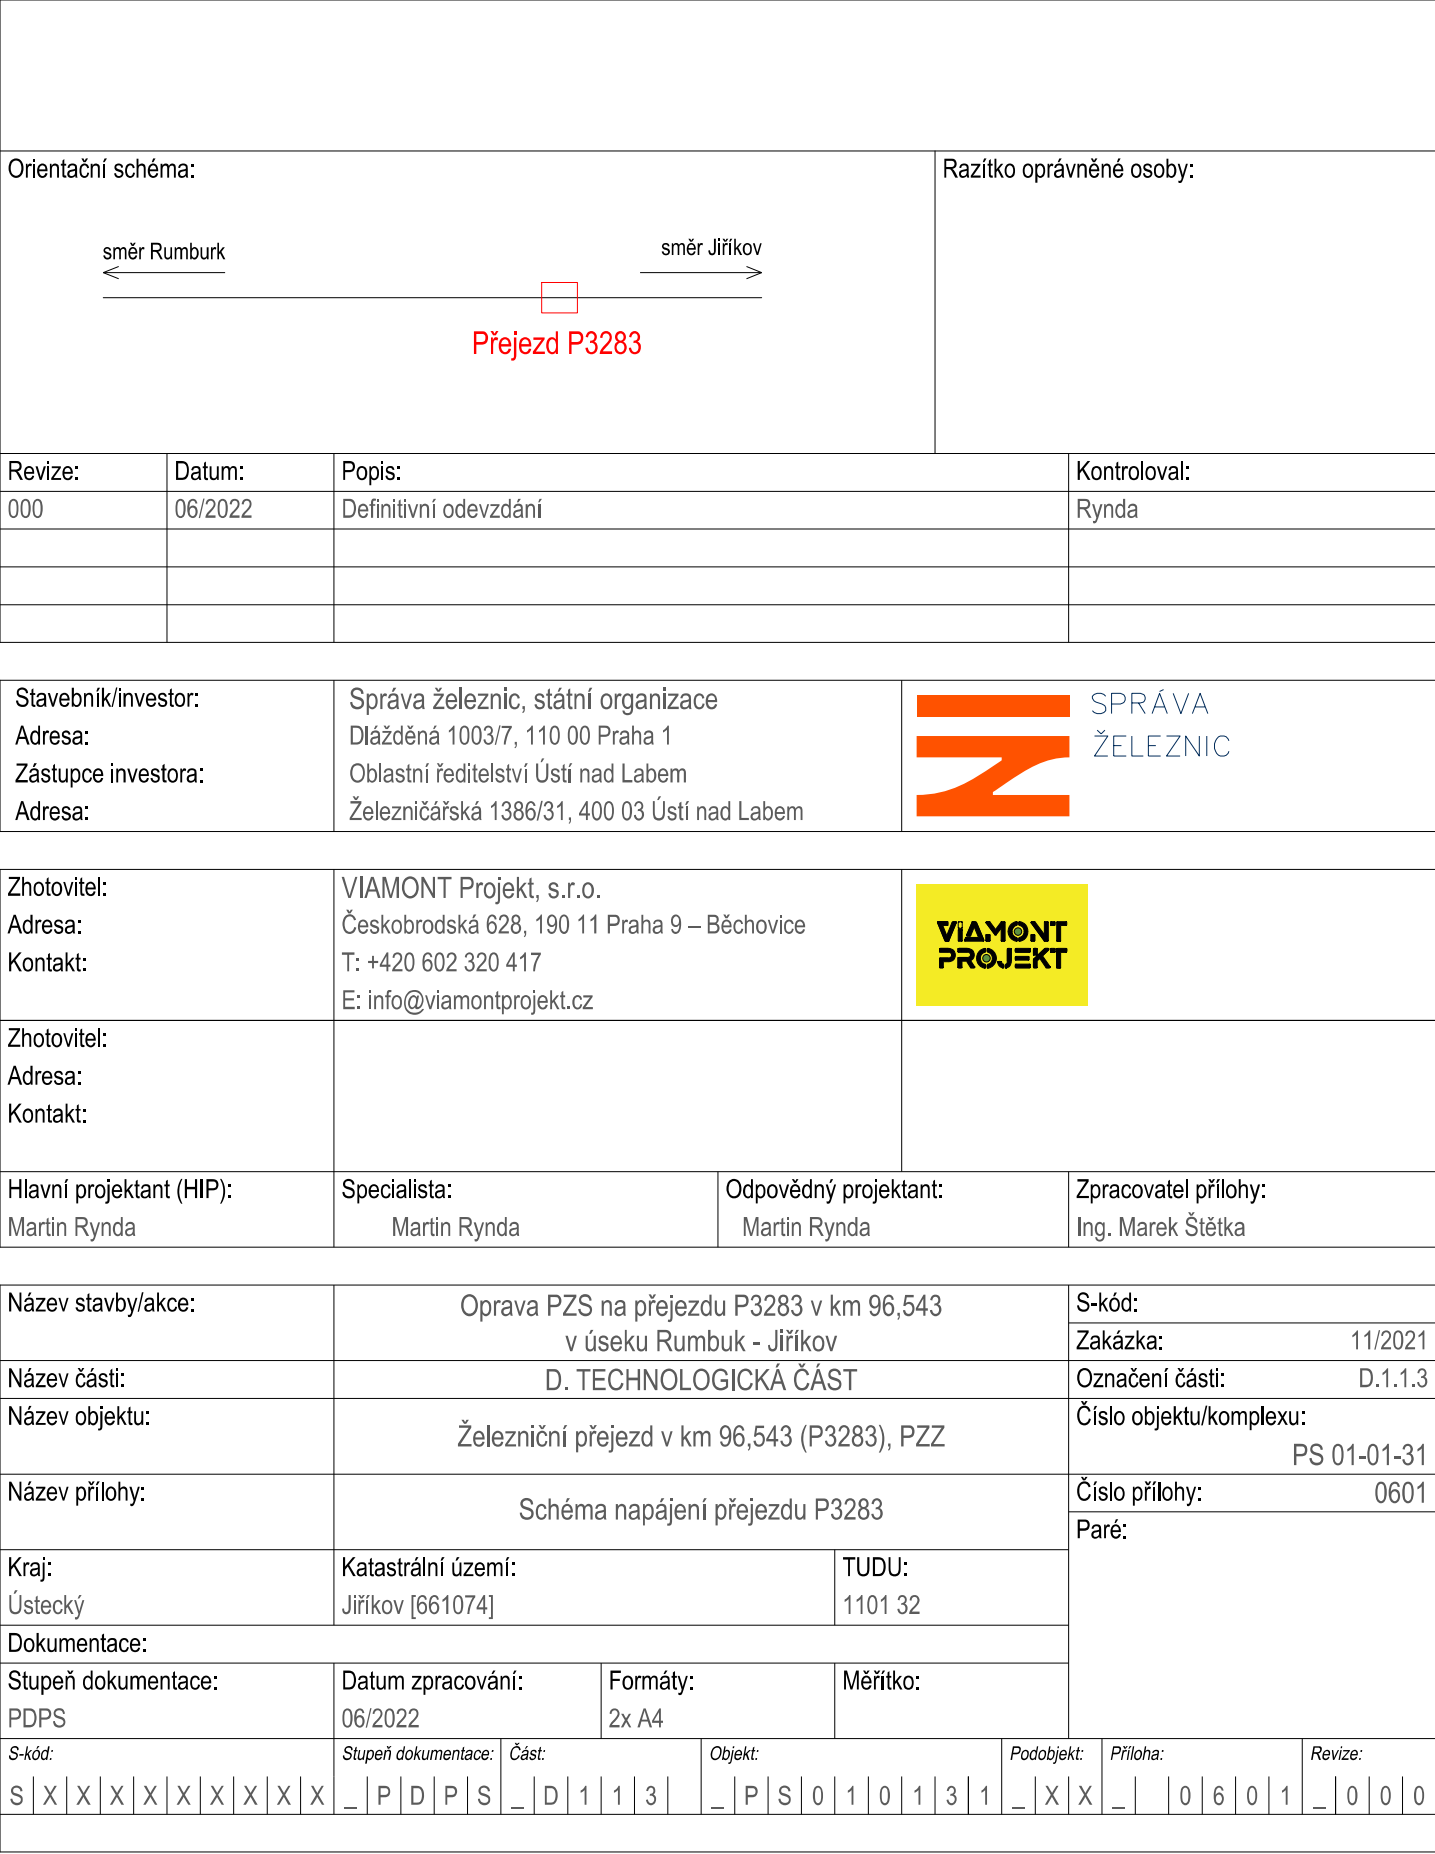 Orientační schéma:
Razítko oprávněné osoby:
směr Rumburk
směr Jiříkov
Přejezd P3283
Revize: Datum: Popis: Kontroloval:
000 06/2022 Definitivní odevzdání Rynda
Stavebník/investor: Správa železnic, státní organizace
Adresa: Dlážděná 1003/7, 110 00 Praha 1
Zástupce investora: Oblastní ředitelství Ústí nad Labem
Adresa: Železničářská 1386/31, 400 03 Ústí nad Labem
SPRÁVA
ŽELEZNIC
Zhotovitel: VIAMONT Projekt, s.r.o.
Adresa: Českobrodská 628, 190 11 Praha 9 – Běchovice
Kontakt: T: +420 602 320 417
E: info@viamontprojekt.cz
VIAMONT
PROJEKT
Zhotovitel:
Adresa:
Kontakt:
Hlavní projektant (HIP): Specialista: Odpovědný projektant: Zpracovatel přílohy:
Martin Rynda Martin Rynda Martin Rynda Ing. Marek Štětka
Název stavby/akce: Oprava PZS na přejezdu P3283 v km 96,543
v úseku Rumbuk - Jiříkov
S-kód:
Zakázka: 11/2021
Název části: D. TECHNOLOGICKÁ ČÁST Označení části: D.1.1.3
Název objektu: Železniční přejezd v km 96,543 (P3283), PZZ
Číslo objektu/komplexu:
PS 01-01-31
Název přílohy: Schéma napájení přejezdu P3283
Číslo přílohy: 0601
Paré:
Kraj: Katastrální území: TUDU:
Ústecký Jiříkov [661074] 1101 32
Dokumentace:
Stupeň dokumentace: Datum zpracování: Formáty: Měřítko:
PDPS 06/2022 2x A4
S-kód: Stupeň dokumentace: Část: Objekt: Podobjekt: Příloha: Revize:
S X X X X X X X X X _ P D P S _ D 1 1 3 _ P S 0 1 0 1 3 1 _ X X _ 0 6 0 1 _ 0 0 0